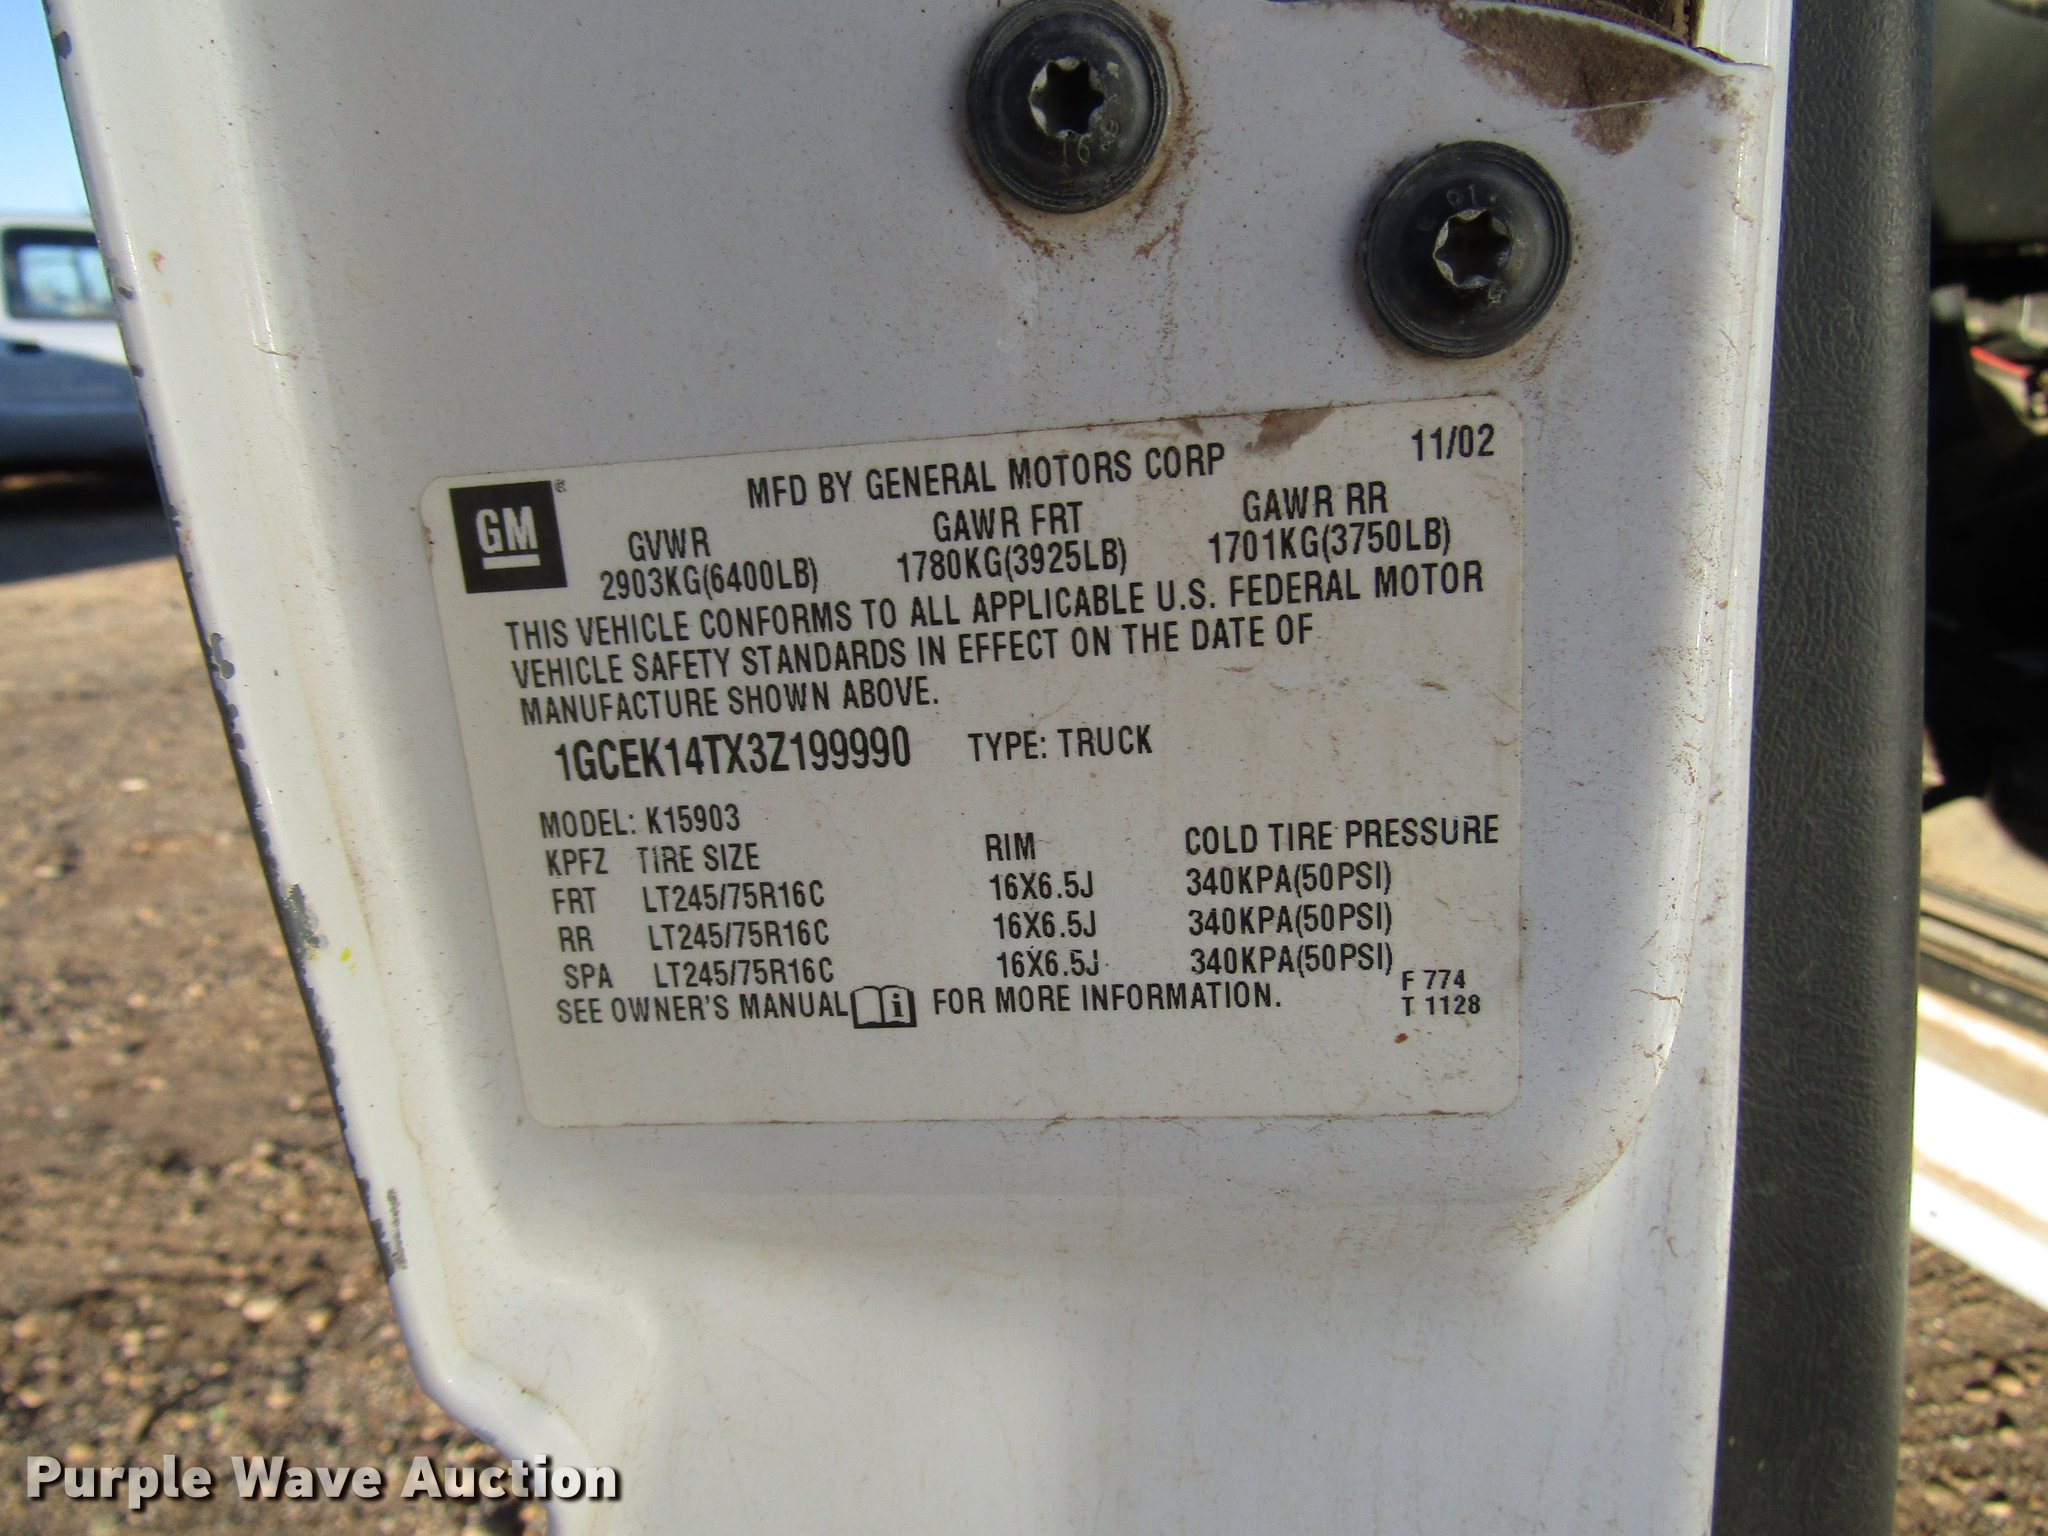 MFD BY GENERAL MOTORS CORP 11/02
GM®
GVWR GAWR FRT GAWR RR
2903KG(6400LB) 1780KG(3925LB) 1701KG(3750LB)
THIS VEHICLE CONFORMS TO ALL APPLICABLE U.S. FEDERAL MOTOR
VEHICLE SAFETY STANDARDS IN EFFECT ON THE DATE OF
MANUFACTURE SHOWN ABOVE.
1GCEK14TX3Z199990 TYPE: TRUCK
MODEL: K15903
KPFZ TIRE SIZE RIM COLD TIRE PRESSURE
FRT LT245/75R16C 16X6.5J 340KPA(50PSI)
RR LT245/75R16C 16X6.5J 340KPA(50PSI)
SPA LT245/75R16C 16X6.5J 340KPA(50PSI)
SEE OWNER'S MANUAL i FOR MORE INFORMATION.
F 774
T 1128
Purple Wave Auction